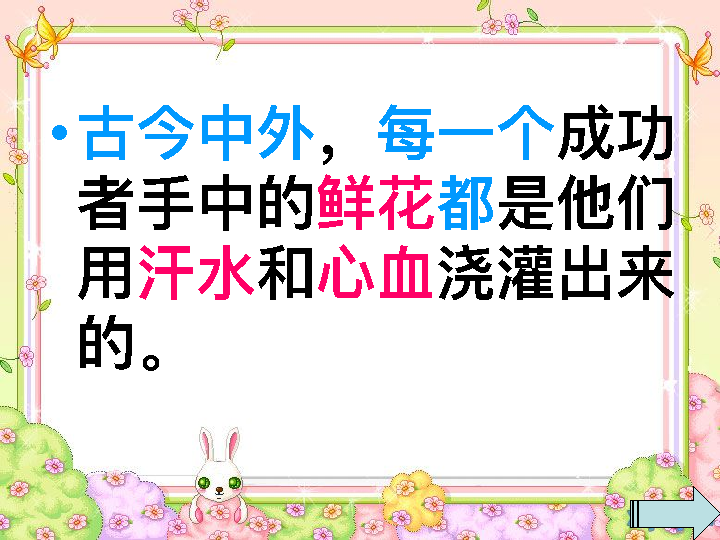 •古今中外，每一个成功
者手中的鲜花都是他们
用汗水和心血浇灌出来
的。